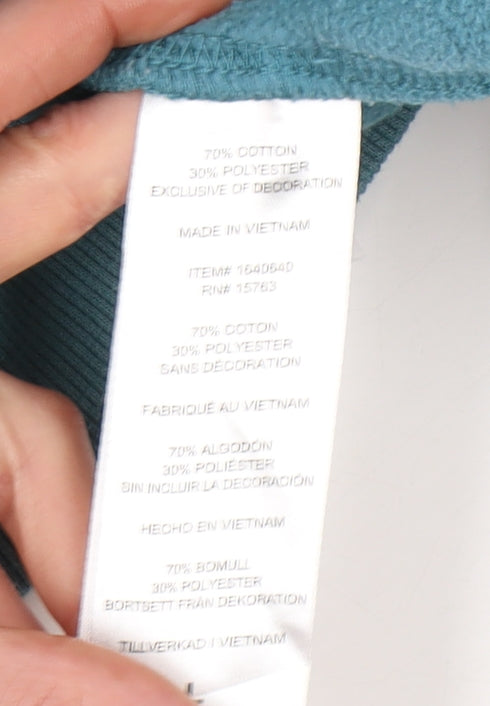 70% COTTON
30% POLYESTER
EXCLUSIVE OF DECORATION
MADE IN VIETNAM
ITEM# 1640640
RN# 15763
70% COTON
30% POLYESTER
SANS DÉCORATION
FABRIQUÉ AU VIETNAM
70% ALGODÓN
30% POLIÉSTER
SIN INCLUIR LA DECORACIÓN
HECHO EN VIETNAM
70% BOMULL
30% POLYESTER
BORTSETT FRÅN DEKORATION
TILLVERKAD I VIETNAM